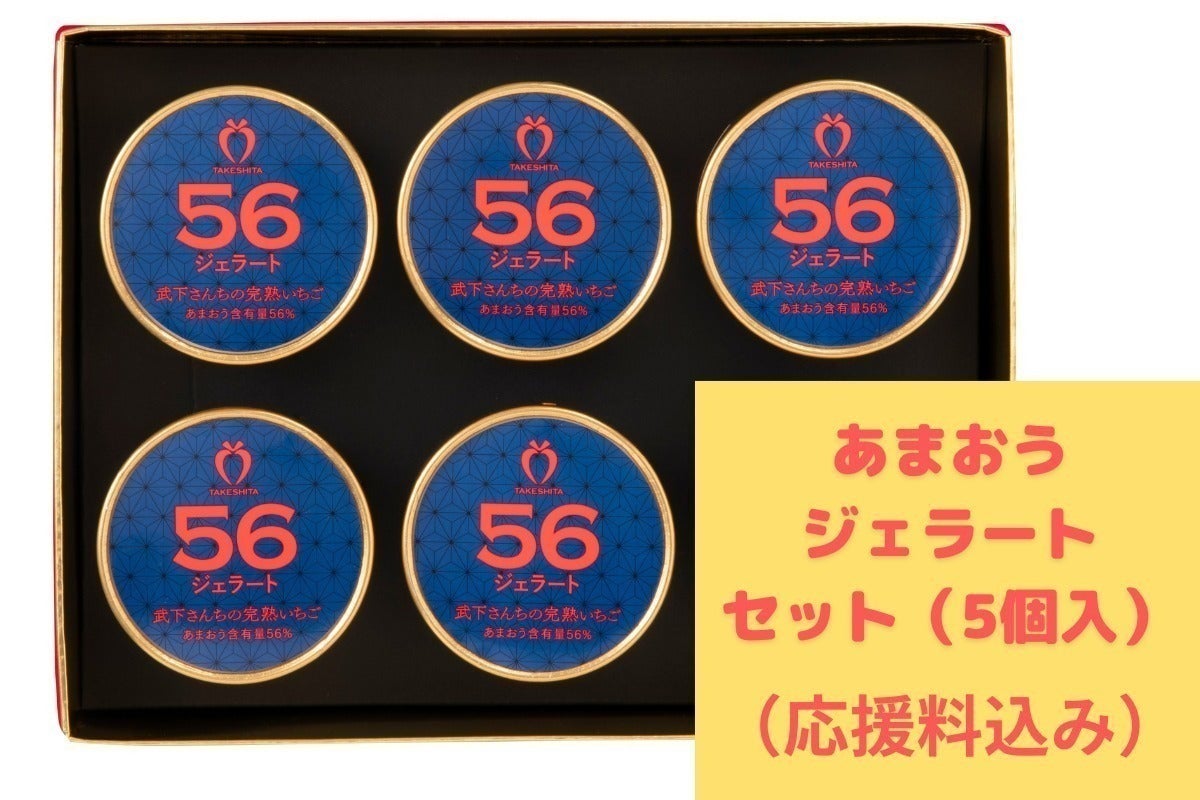 TAKESHITA
56
ジェラート
武下さんちの完熟いちご
あまおう含有量56%
TAKESHITA
56
ジェラート
武下さんちの完熟いちご
あまおう含有量56%
TAKESHITA
56
ジェラート
武下さんちの完熟いちご
あまおう含有量56%
TAKESHITA
56
ジェラート
武下さんちの完熟いちご
あまおう含有量56%
TAKESHITA
56
ジェラート
武下さんちの完熟いちご
あまおう含有量56%
あまおう
ジェラート
セット（5個入）
（応援料込み）